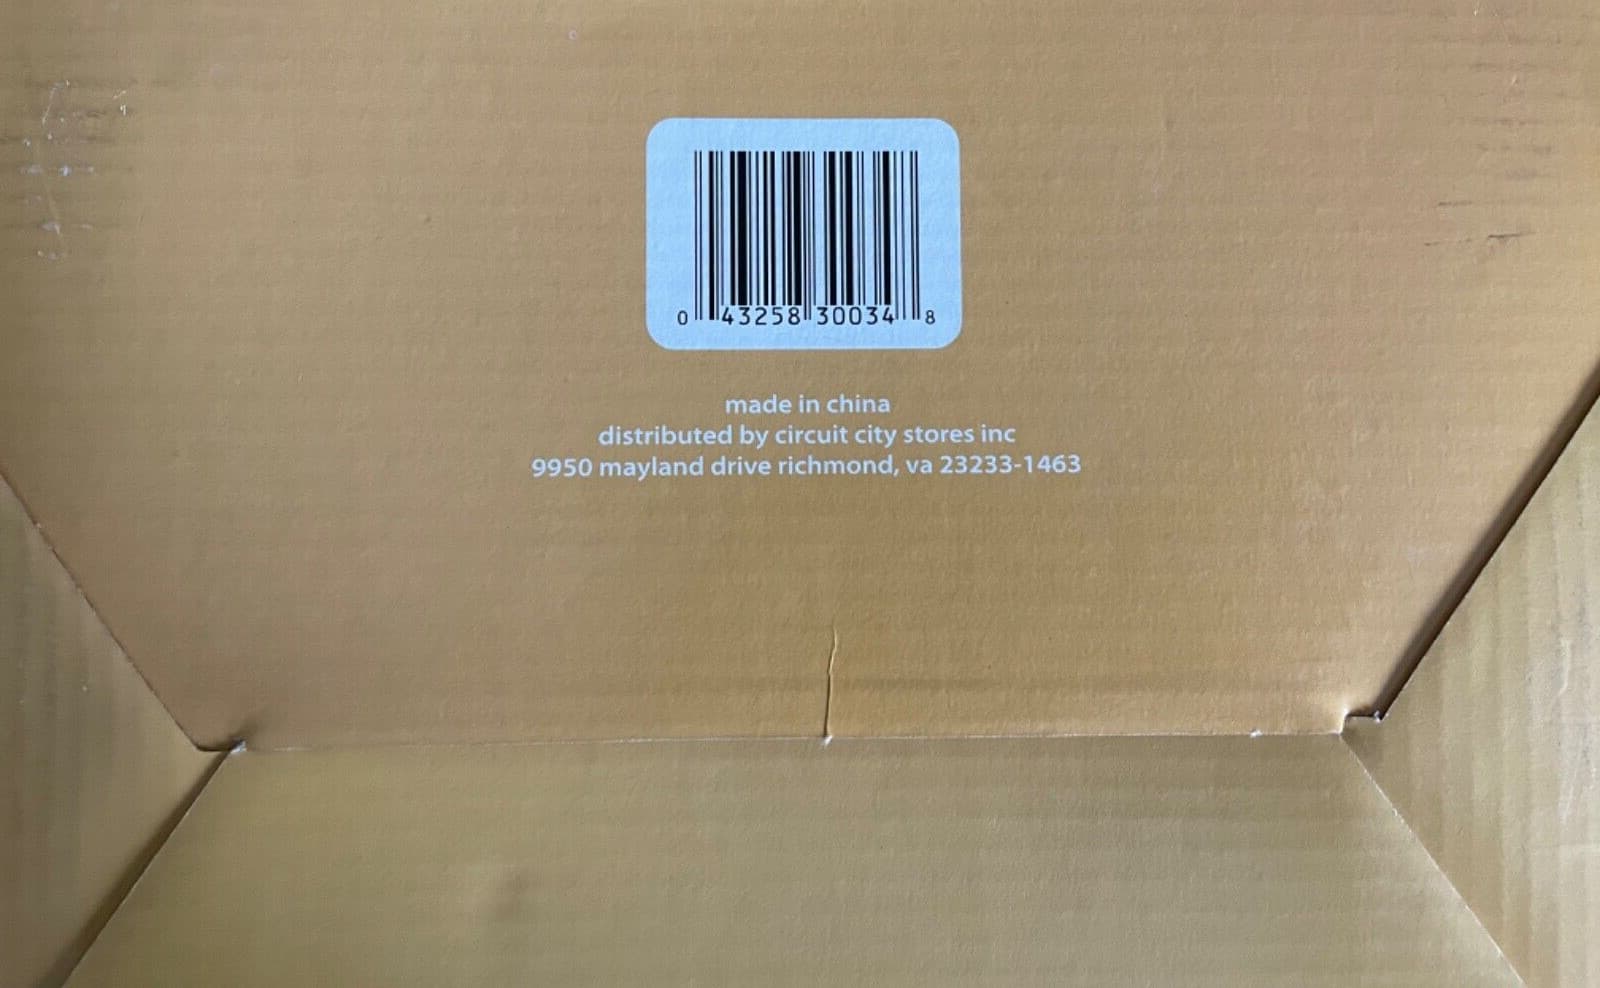 0 43258 30034 8
made in china
distributed by circuit city stores inc
9950 mayland drive richmond, va 23233-1463